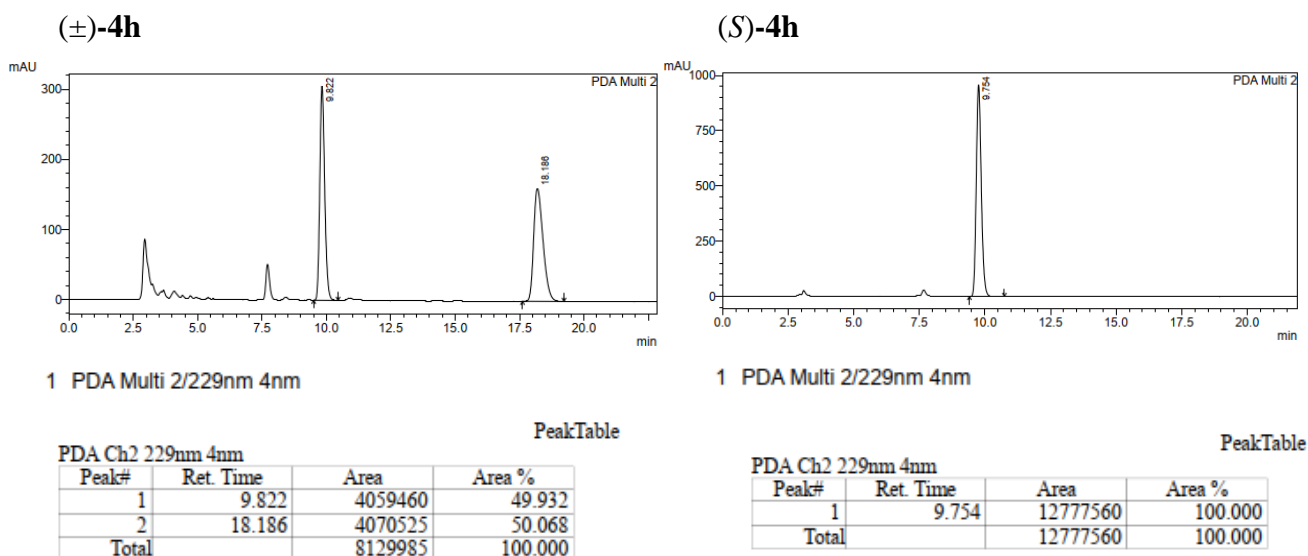 (±)-4h
mAU
PDA Multi 2
300
200
100
0
9.822
18.186
0.0 2.5 5.0 7.5 10.0 12.5 15.0 17.5 20.0
min
1 PDA Multi 2/229nm 4nm
PeakTable
PDA Ch2 229nm 4nm
Peak# Ret. Time Area Area %
1 9.822 4059460 49.932
2 18.186 4070525 50.068
Total 8129985 100.000
(S)-4h
mAU
PDA Multi 2
1000
750
500
250
0
9.754
0.0 2.5 5.0 7.5 10.0 12.5 15.0 17.5 20.0
min
1 PDA Multi 2/229nm 4nm
PeakTable
PDA Ch2 229nm 4nm
Peak# Ret. Time Area Area %
1 9.754 12777560 100.000
Total 12777560 100.000